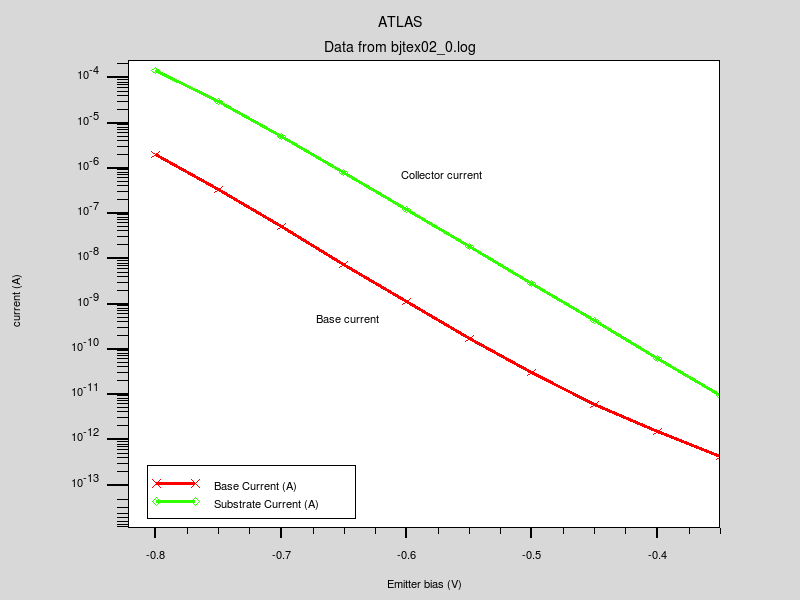 ATLAS
Data from bjtex02_0.log
10^-4
10^-5
10^-6
10^-7
10^-8
10^-9
10^-10
10^-11
10^-12
10^-13
current (A)
Collector current
Base current
Base Current (A)
Substrate Current (A)
-0.8 -0.7 -0.6 -0.5 -0.4
Emitter bias (V)